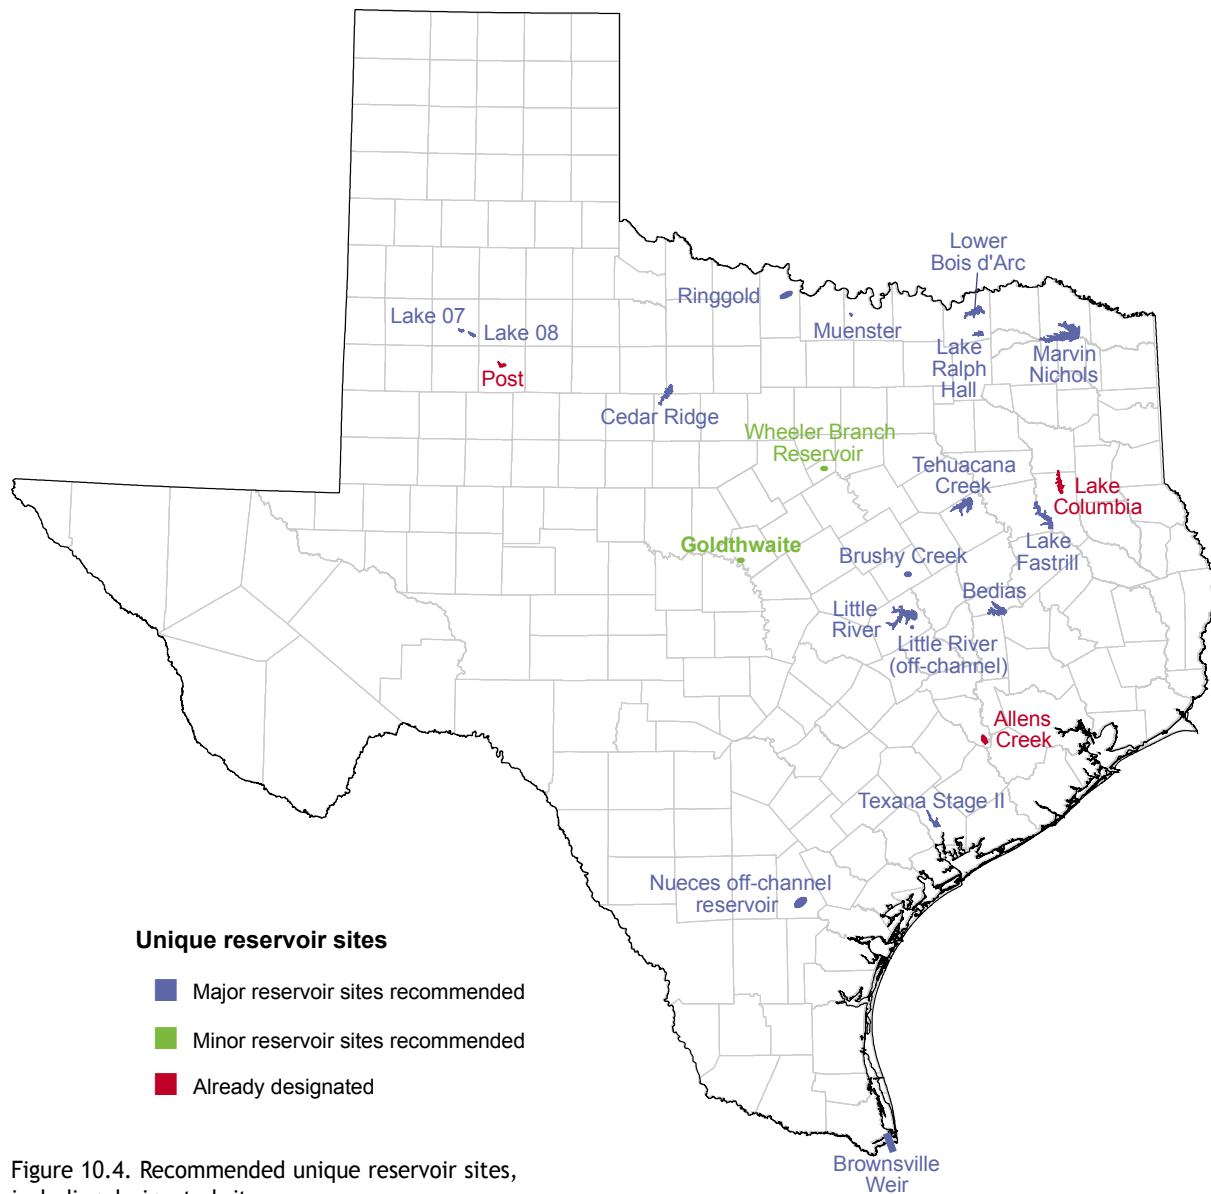 Lower
Bois d'Arc
Ringgold
Lake 07
Lake 08
Muenster
Lake
Ralph
Hall
Marvin
Nichols
Post
Cedar Ridge
Wheeler Branch
Reservoir
Tehuacana
Creek
Lake
Columbia
Goldthwaite
Brushy Creek
Lake
Fastrill
Bedias
Little
River
Little River
(off-channel)
Allens
Creek
Texana Stage II
Nueces off-channel
reservoir
Unique reservoir sites
Major reservoir sites recommended
Minor reservoir sites recommended
Already designated
Brownsville
Weir
Figure 10.4. Recommended unique reservoir sites,